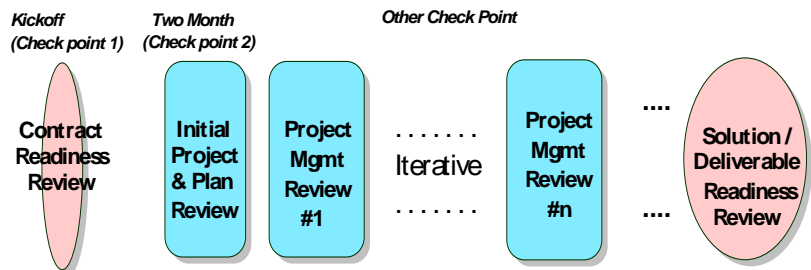 Kickoff
(Check point 1)
Two Month
(Check point 2)
Other Check Point
Contract
Readiness
Review
Initial
Project
& Plan
Review
Project
Mgmt
Review
#1
.......
Iterative
.......
Project
Mgmt
Review
#n
....
....
Solution /
Deliverable
Readiness
Review